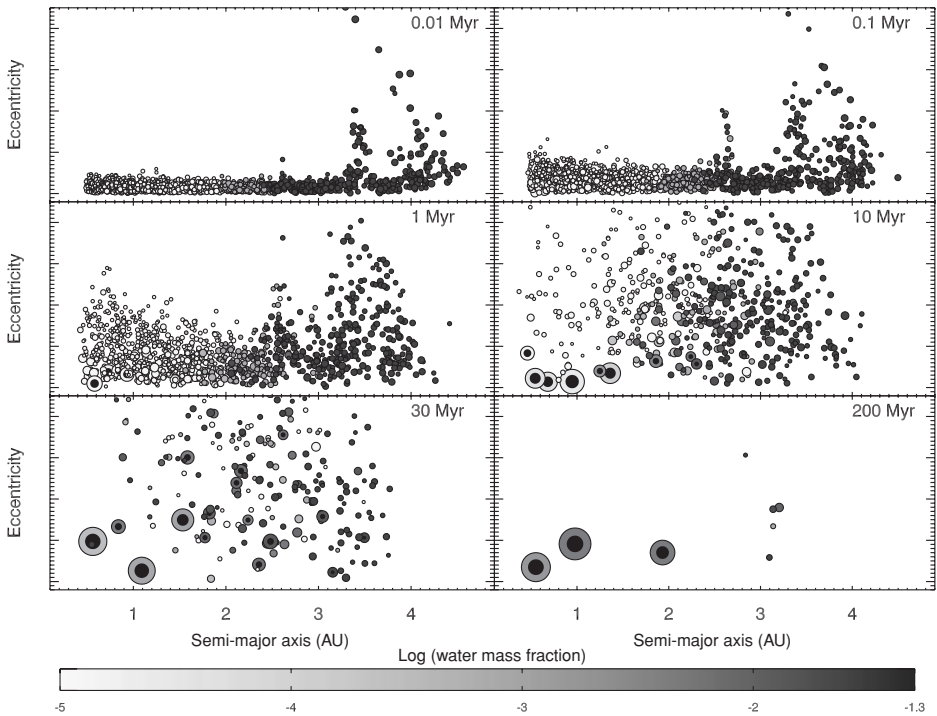 0.01 Myr
0.1 Myr
Eccentricity
1 Myr
10 Myr
Eccentricity
30 Myr
200 Myr
Eccentricity
1 2 3 4 1 2 3 4
Semi-major axis (AU) Semi-major axis (AU)
Log (water mass fraction)
-5 -4 -3 -2 -1.3